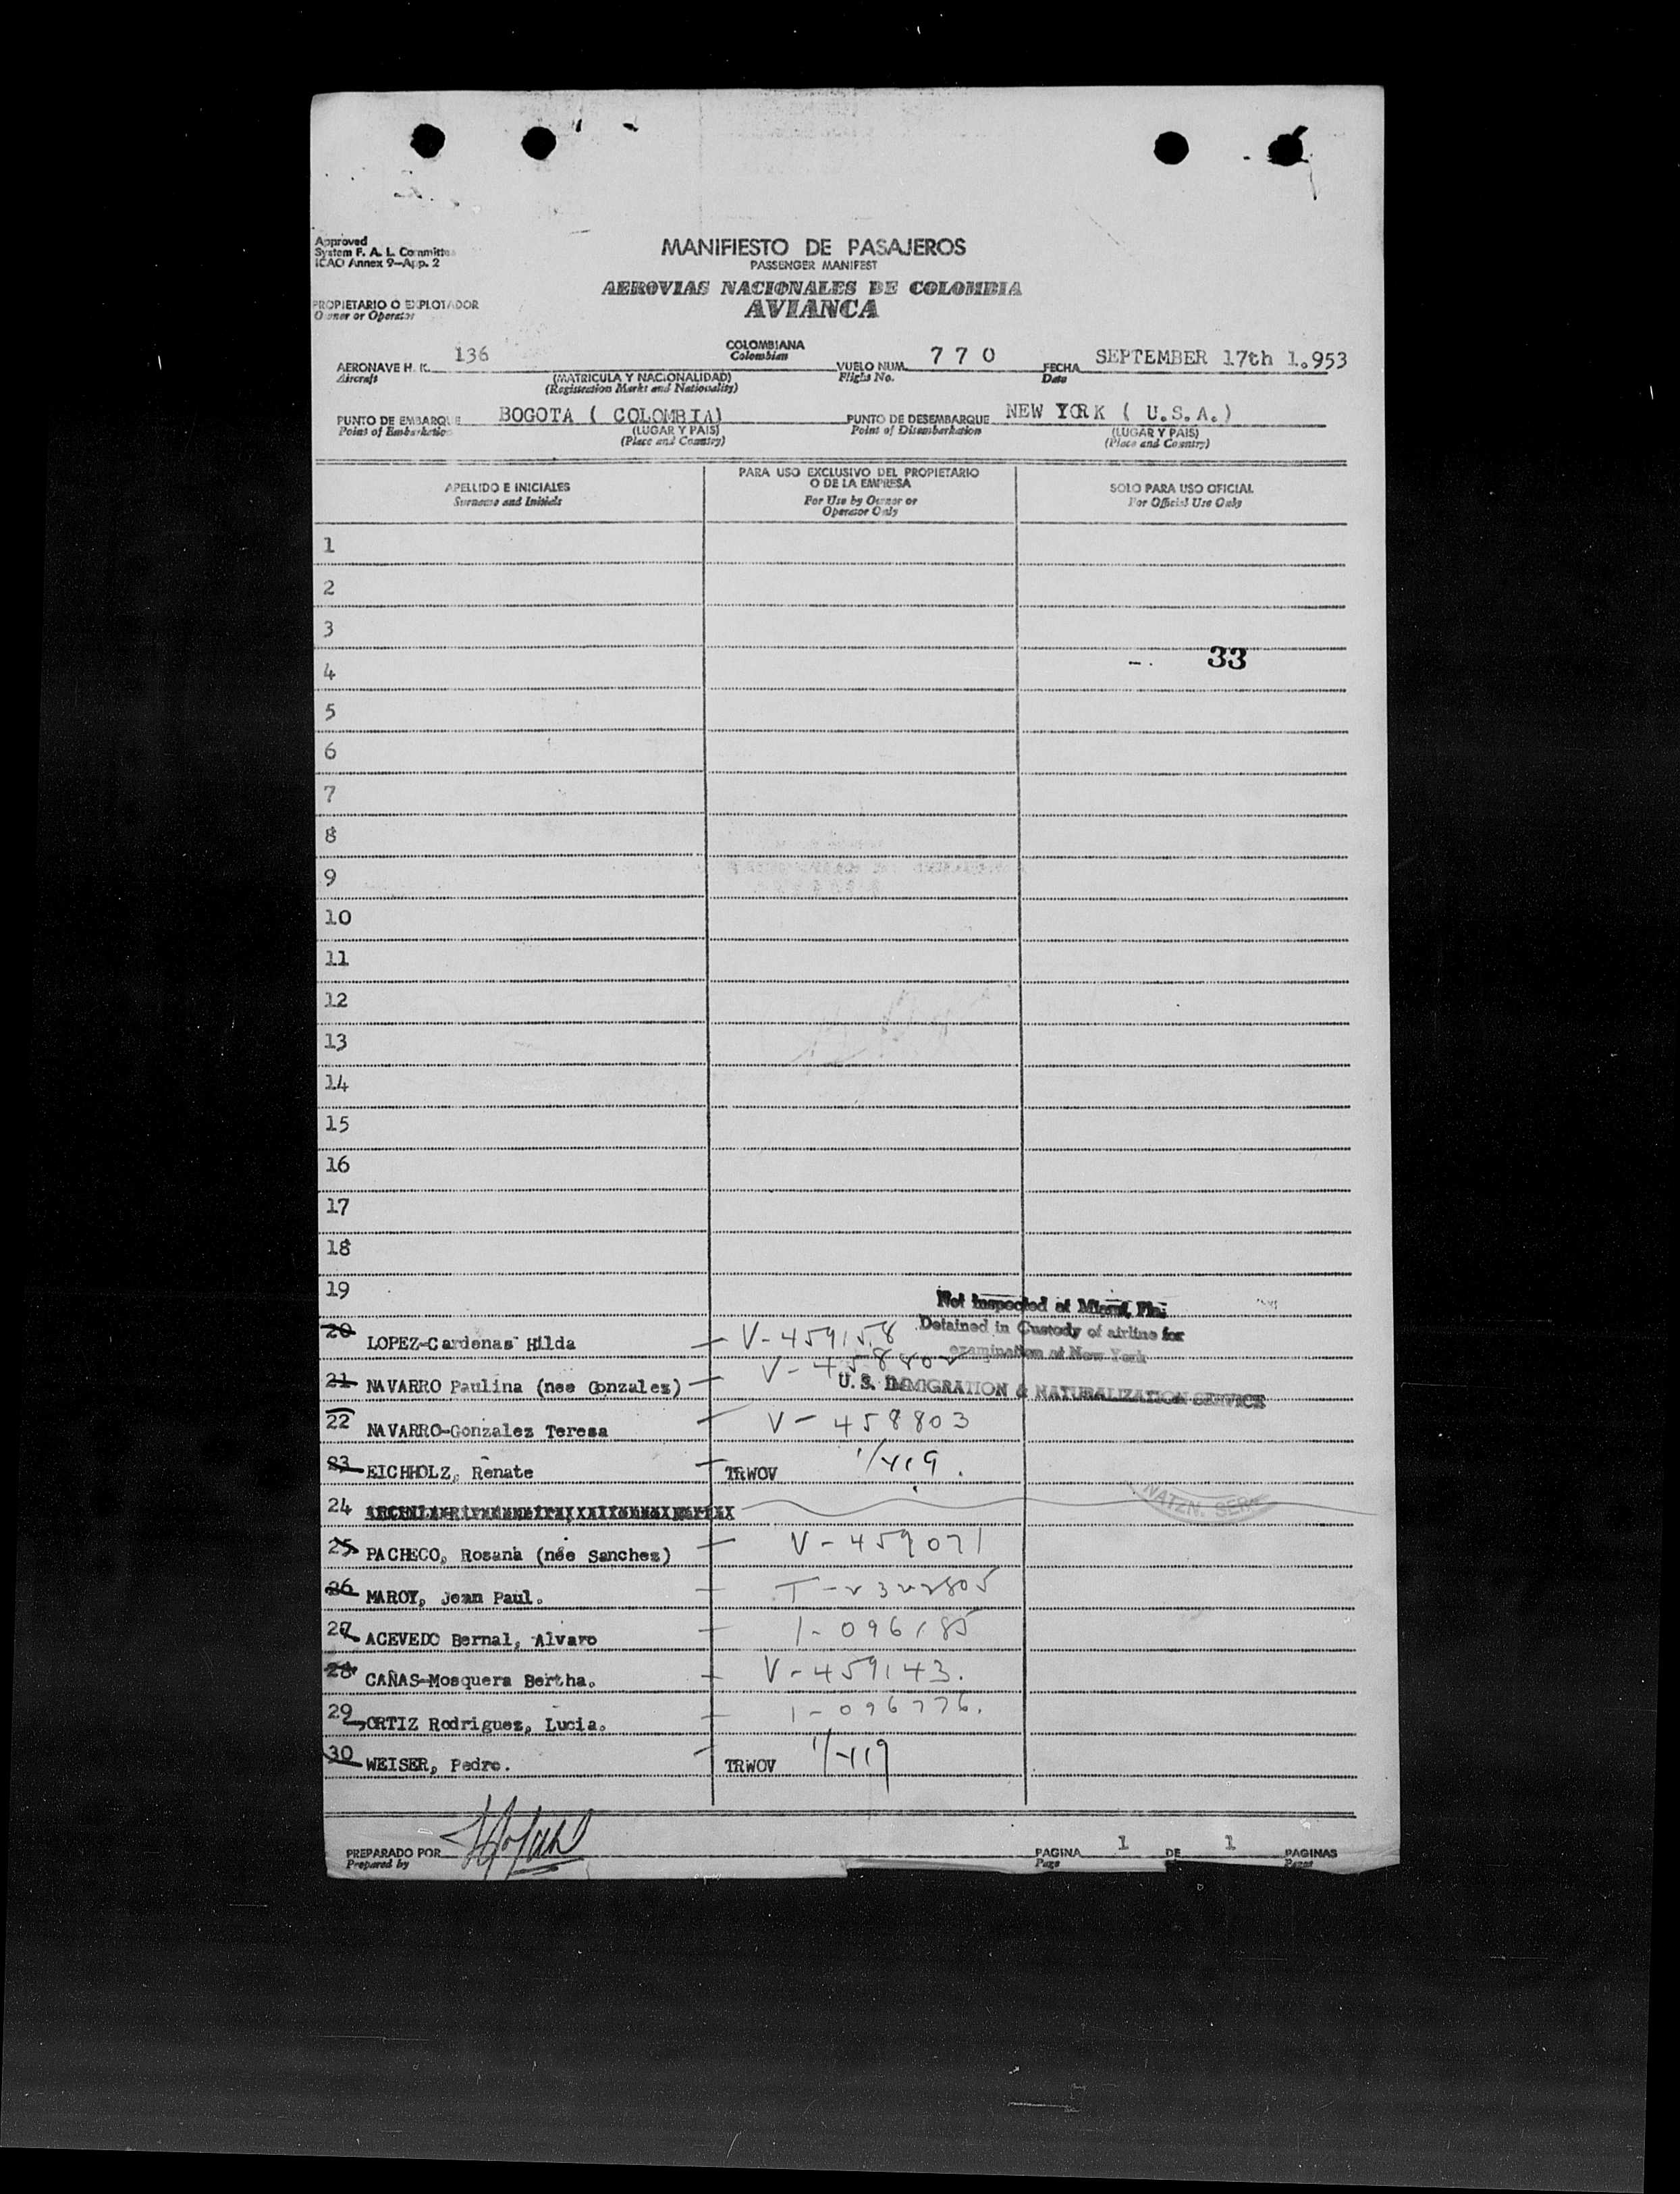 Approved
System F. A. L. Committee
ICAO Annex 9-App. 2
MANIFIESTO DE PASAJEROS
PASSENGER MANIFEST
AEROVIAS NACIONALES DE COLOMBIA
AVIANCA
PROPIETARIO O EXPLOTADOR
Owner or Operator
AERONAVE H. K. 136 COLOMBIANA VUELO NUM. 770 FECHA SEPTEMBER 17th 1.953
Aircraft Colombian Flight No. Date
(MATRICULA Y NACIONALIDAD)
(Registration Marks and Nationality)
PUNTO DE EMBARQUE BOGOTA ( COLOMBIA) PUNTO DE DESEMBARQUE NEW YORK ( U.S.A.)
Point of Embarkation (LUGAR Y PAIS) Point of Disembarkation (LUGAR Y PAIS)
(Place and Country) (Place and Country)
APELLIDO E INICIALES
Surname and Initials
PARA USO EXCLUSIVO DEL PROPIETARIO
O DE LA EMPRESA
For Use by Owner or
Operator Only
SOLO PARA USO OFICIAL
For Official Use Only
1
2
3
4 33
5
6
7
8
9
10
11
12
13
14
15
16
17
18
19
Not Inspected at Miami, Fla.
Detained in Custody of airline for
examination at New York
U. S. IMMIGRATION & NATURALIZATION SERVICE
20 LOPEZ-Cardenas Hilda V-459158
21 NAVARRO Paulina (nee Gonzales) V-458802
22 NAVARRO-Gonzalez Teresa V-458803
23 EICHHOLZ, Renate TRWOV
24
NATZN. SERV
25 PACHECO, Rosana (née Sanchez) V-459071
26 MAROY, Jean Paul.
27 ACEVEDO Bernal, Alvaro 1-096185
28 CAÑAS-Mosquera Bertha. V-459143.
29 ORTIZ Rodriguez, Lucia. 1-096776.
30 WEISER, Pedro. TRWOV
PREPARADO POR
Prepared by
PAGINA 1 DE 1 PAGINAS
Page